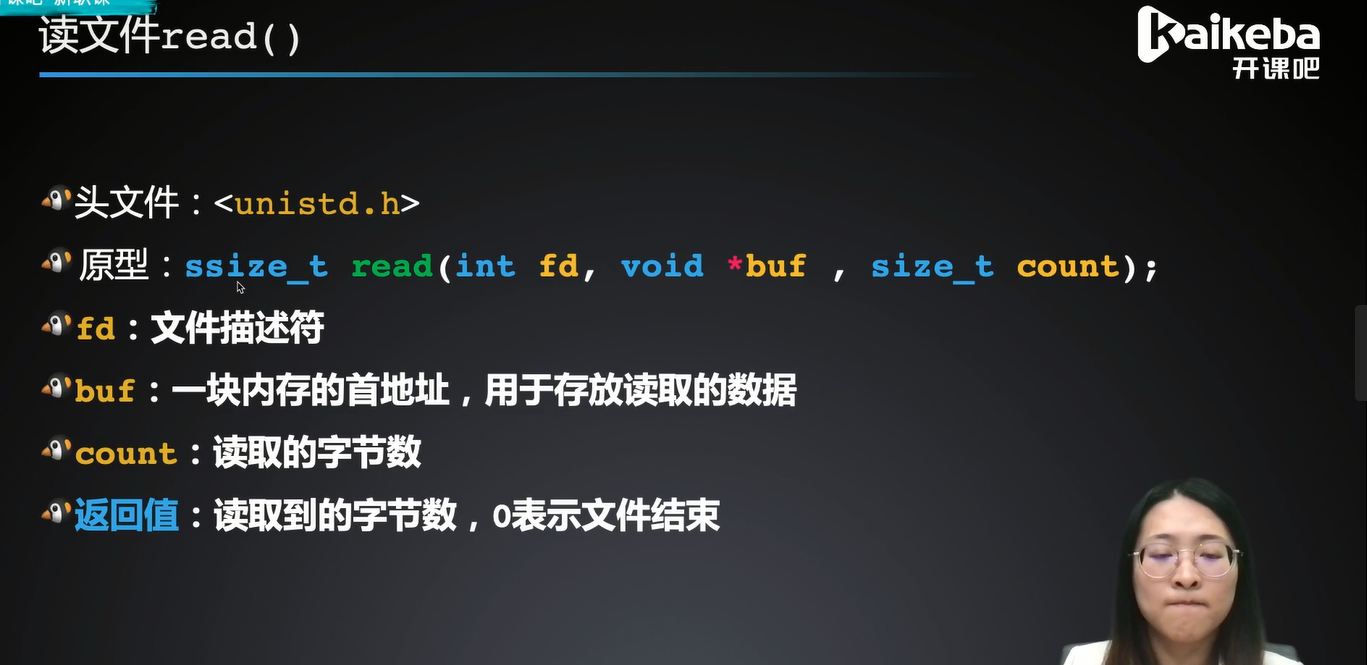 读文件read()
Kaikeba
开课吧
头文件：<unistd.h>
原型：ssize_t read(int fd, void *buf , size_t count);
fd：文件描述符
buf：一块内存的首地址，用于存放读取的数据
count：读取的字节数
返回值：读取到的字节数，0表示文件结束